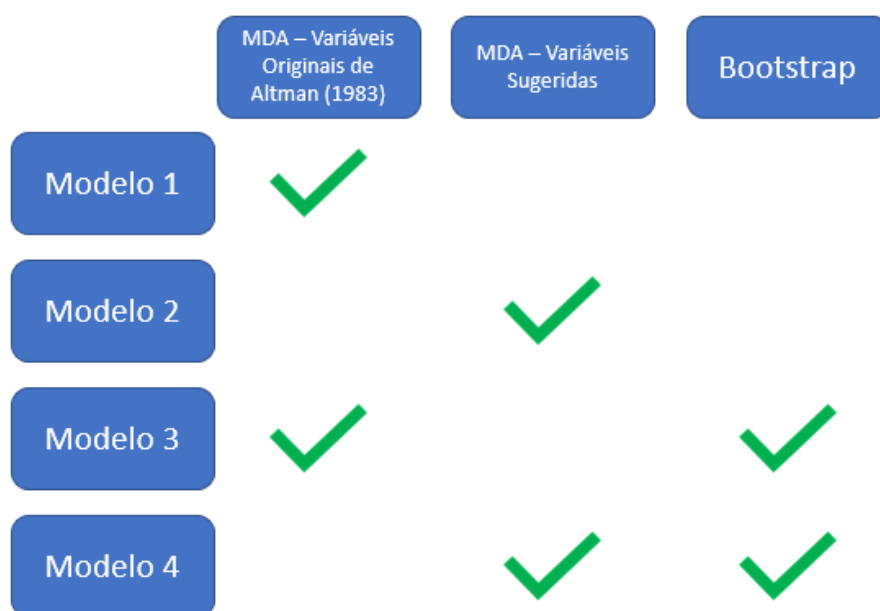 MDA – Variáveis
Originais de
Altman (1983)
MDA – Variáveis
Sugeridas
Bootstrap
Modelo 1
Modelo 2
Modelo 3
Modelo 4